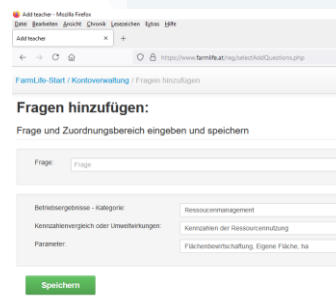 Add teacher - Mozilla Firefox
Datei Bearbeiten Ansicht Chronik Lesezeichen Extras Hilfe
Add teacher × +
https://www.farmlife.at/reg/selectAddQuestions.php
FarmLife-Start / Kontoverwaltung / Fragen hinzufügen
Fragen hinzufügen:
Frage und Zuordnungsbereich eingeben und speichern
Frage: Frage
Betriebsergebnisse - Kategorie: Ressoucenmanagement
Kennzahlenvergleich oder Umweltwirkungen: Kennzahlen der Ressourcennutzung
Parameter: Flächenbewirtschaftung, Eigene Fläche, ha
Speichern